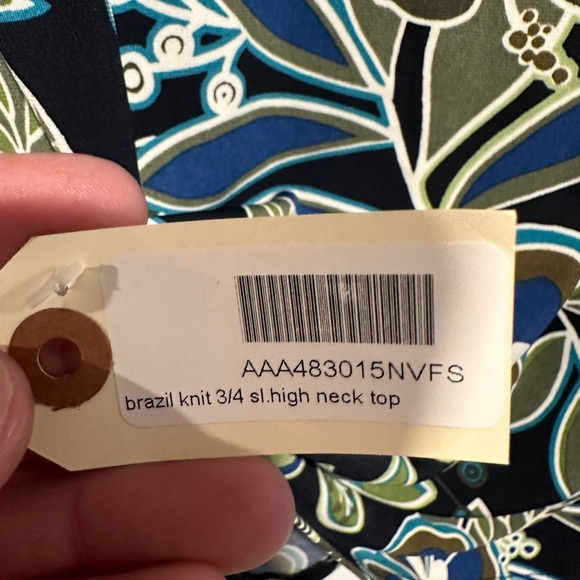 AAA483015NVFS
brazil knit 3/4 sl.high neck top